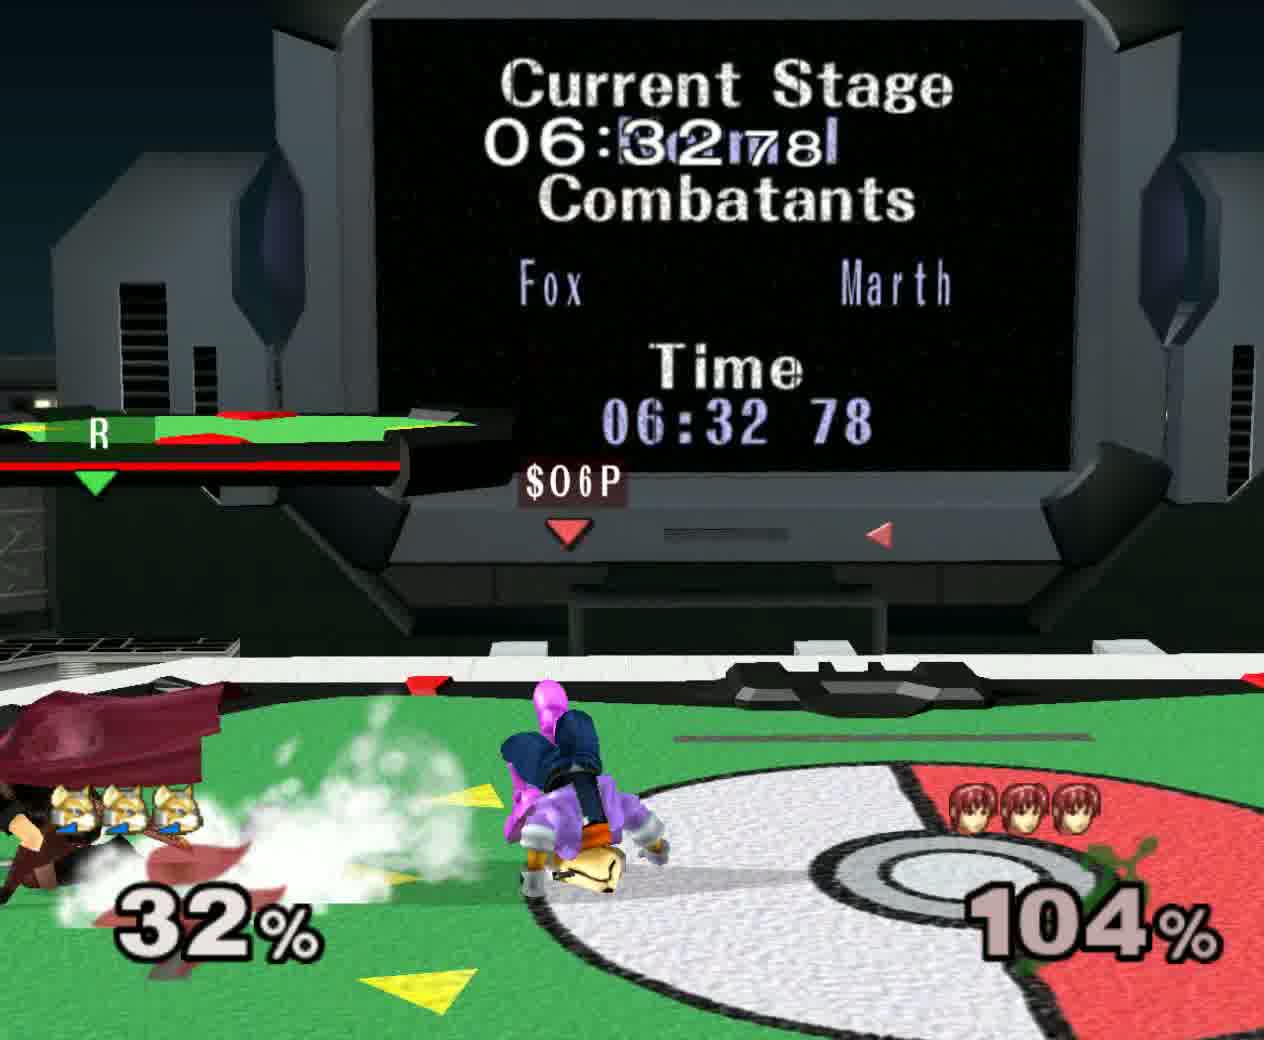 Current Stage
06:32 78
Combatants
Fox Marth
Time
06:32 78
R
$06P
32%
104%